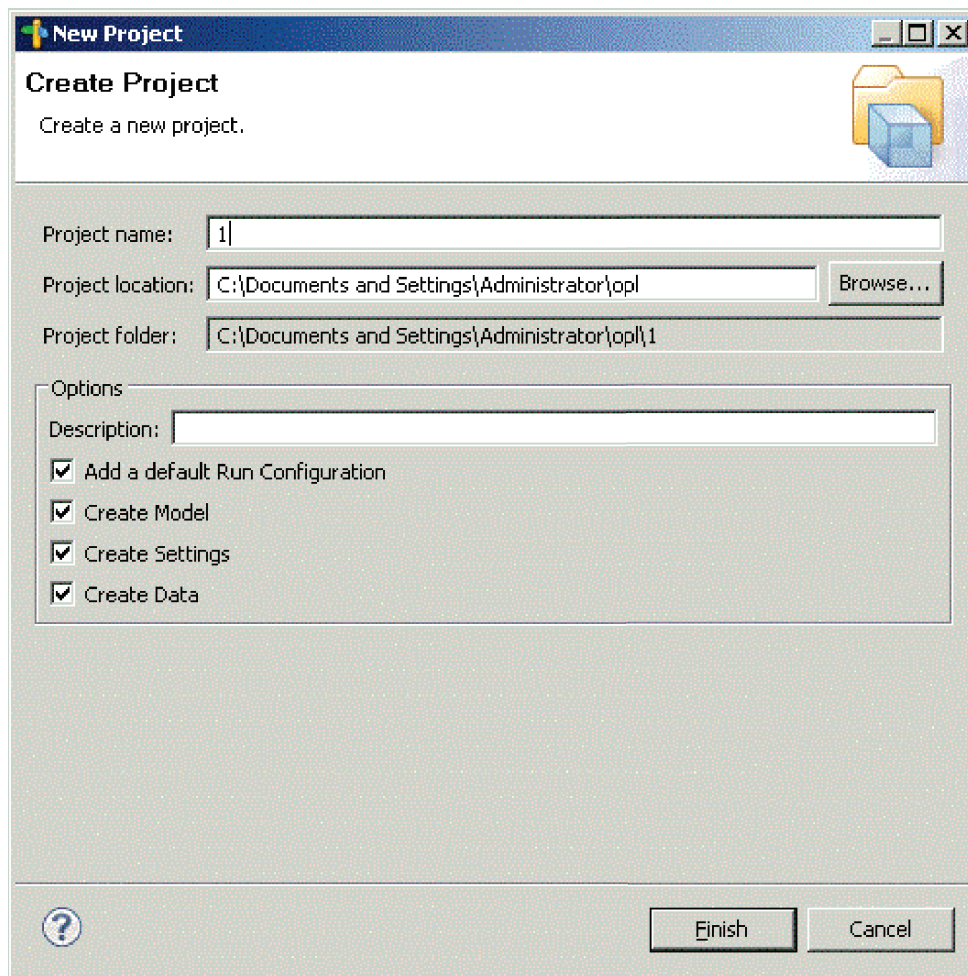 New Project
Create Project
Create a new project.
Project name: 1
Project location: C:\Documents and Settings\Administrator\opl Browse...
Project folder: C:\Documents and Settings\Administrator\opl\1
Options
Description:
Add a default Run Configuration
Create Model
Create Settings
Create Data
? Finish Cancel